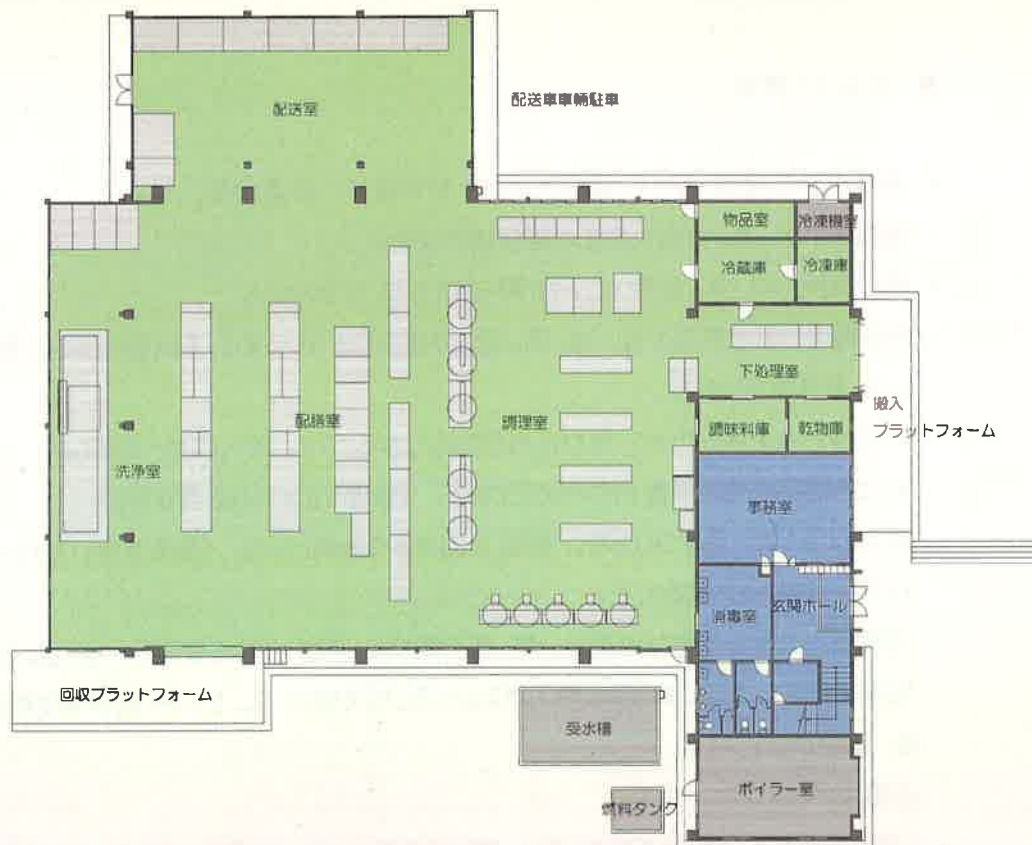 配送室
配送車車輌駐車
物品室
冷凍機室
冷蔵庫
冷凍庫
下処理室
搬入
プラットフォーム
調味料庫
乾物庫
配膳室
調理室
洗浄室
事務室
消毒室
玄関ホール
回収プラットフォーム
受水槽
燃料タンク
ボイラー室